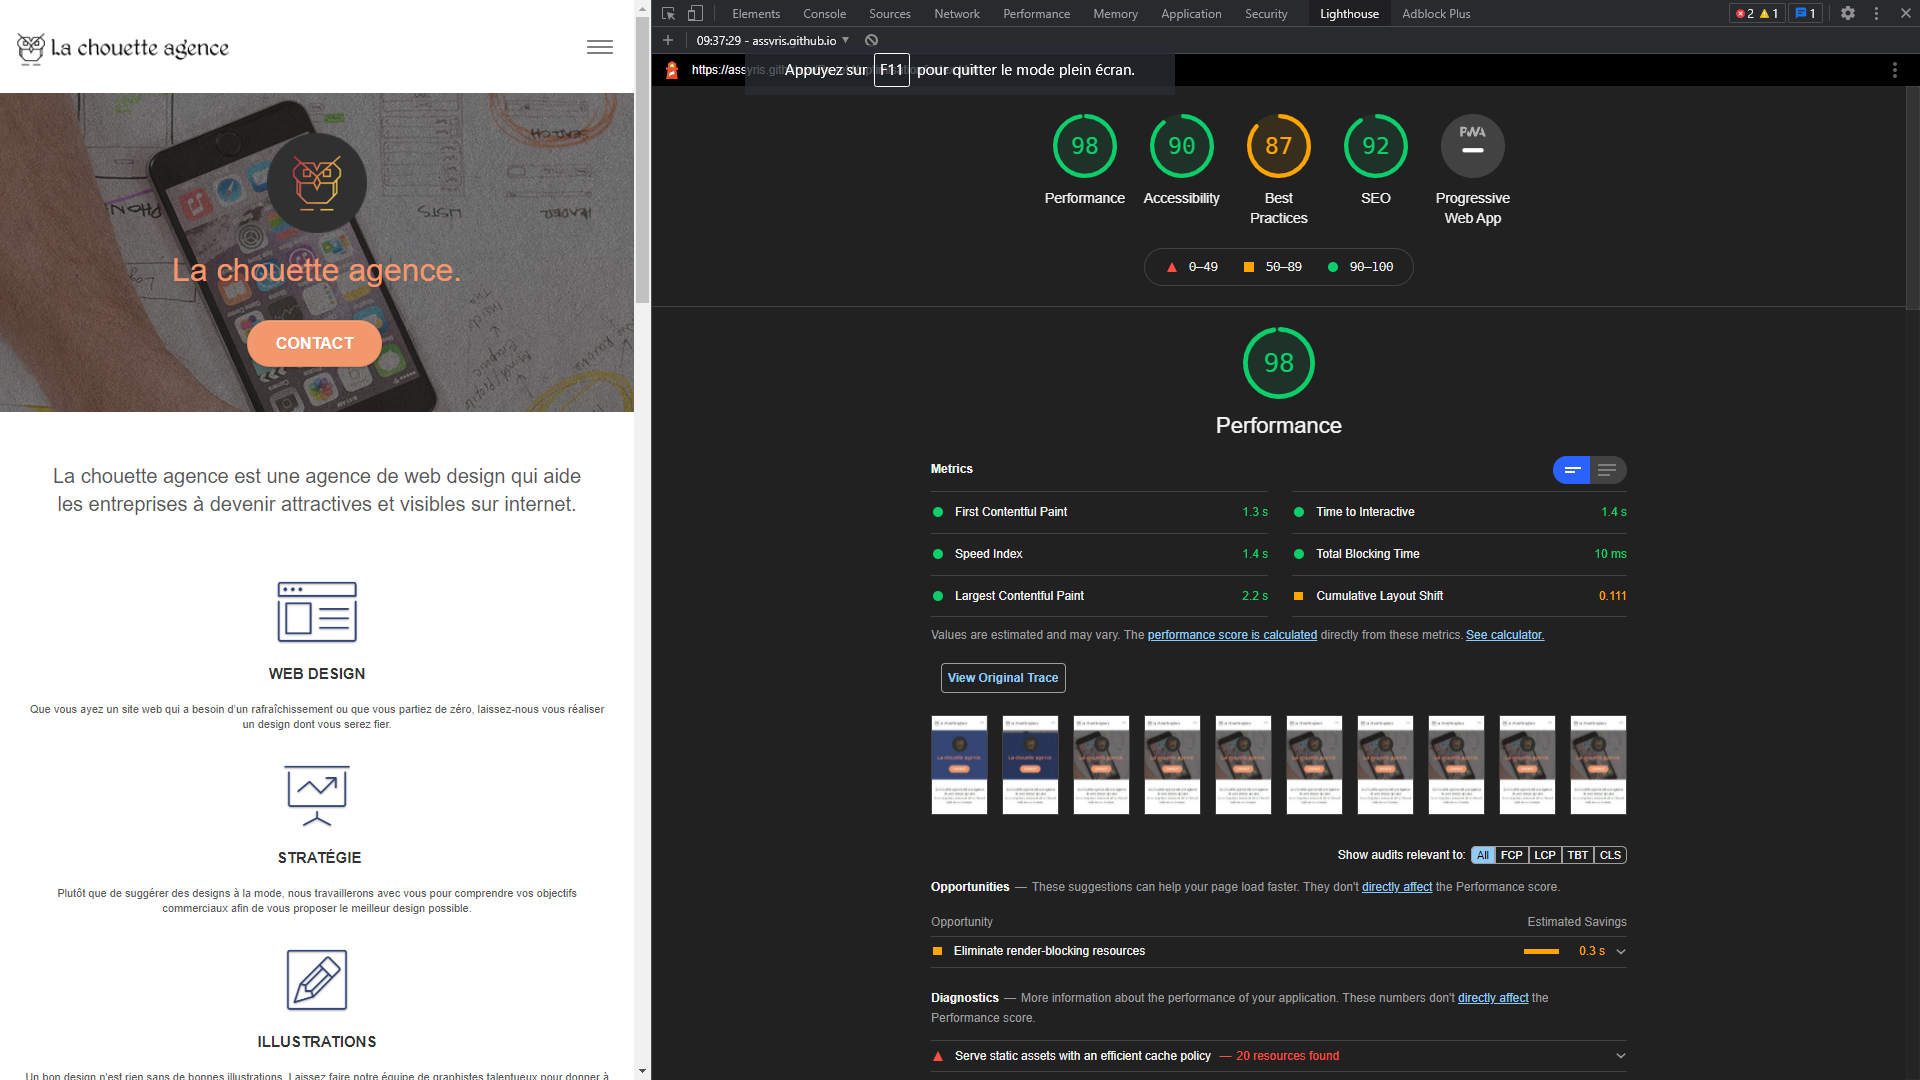 La chouette agence
La chouette agence.
CONTACT
La chouette agence est une agence de web design qui aide
les entreprises à devenir attractives et visibles sur internet.
WEB DESIGN
Que vous ayez un site web qui a besoin d'un rafraîchissement ou que vous partiez de zéro, laissez-nous vous réaliser
un design dont vous serez fier.
STRATÉGIE
Plutôt que de suggérer des designs à la mode, nous travaillerons avec vous pour comprendre vos objectifs
commerciaux afin de vous proposer le meilleur design possible.
ILLUSTRATIONS
Un bon design n'est rien sans de bonnes illustrations. Laissez faire notre équipe de graphistes talentueux pour donner à
Elements Console Sources Network Performance Memory Application Security Lighthouse Adblock Plus
2 1 1
09:37:29 - assyris.github.io
https://assyris.github.io
Appuyez sur F11 pour quitter le mode plein écran.
98 90 87 92 PWA
Performance Accessibility Best Practices SEO Progressive Web App
0–49 50–89 90–100
98
Performance
Metrics
First Contentful Paint 1.3 s Time to Interactive 1.4 s
Speed Index 1.4 s Total Blocking Time 10 ms
Largest Contentful Paint 2.2 s Cumulative Layout Shift 0.111
Values are estimated and may vary. The performance score is calculated directly from these metrics. See calculator.
View Original Trace
Show audits relevant to: All FCP LCP TBT CLS
Opportunities — These suggestions can help your page load faster. They don't directly affect the Performance score.
Opportunity Estimated Savings
Eliminate render-blocking resources 0.3 s
Diagnostics — More information about the performance of your application. These numbers don't directly affect the
Performance score.
Serve static assets with an efficient cache policy — 20 resources found